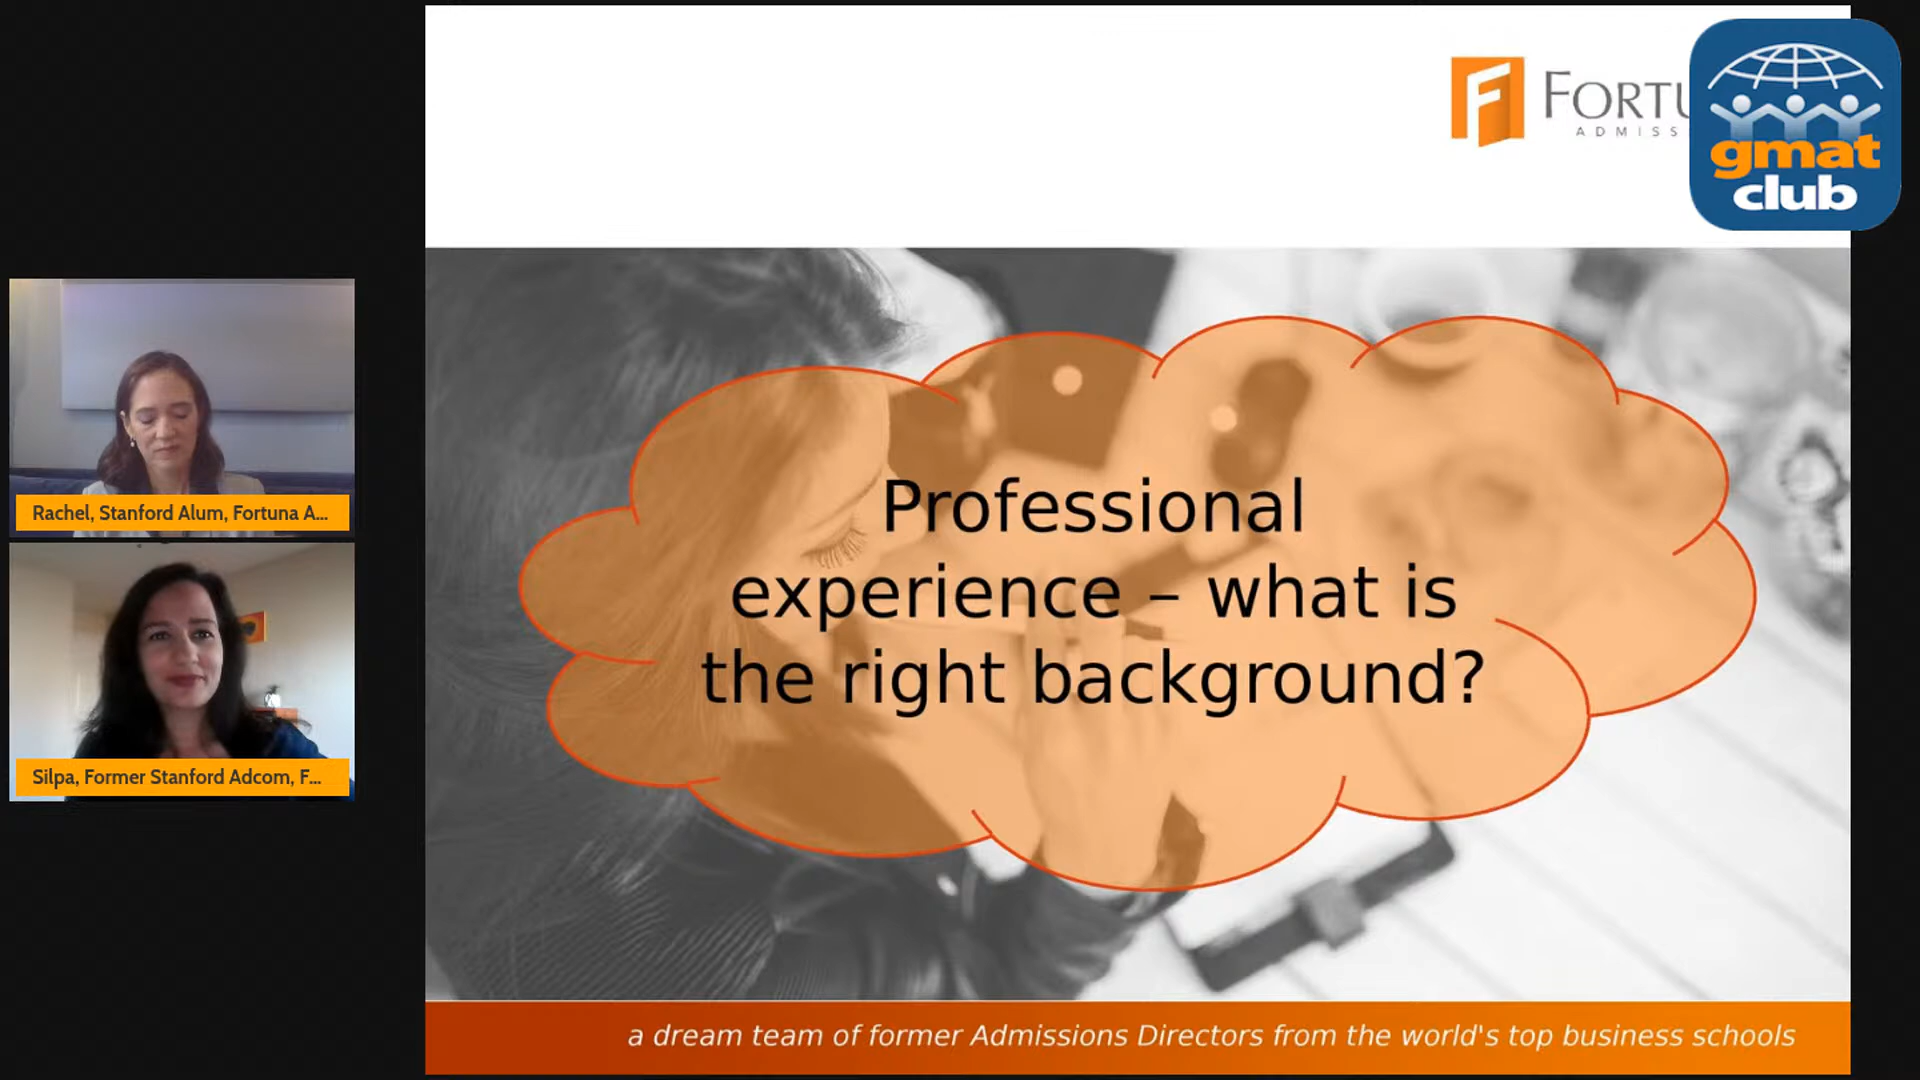 FORTU
ADMISS
gmat
club
Rachel, Stanford Alum, Fortuna A...
Silpa, Former Stanford Adcom, F...
Professional
experience – what is
the right background?
a dream team of former Admissions Directors from the world's top business schools